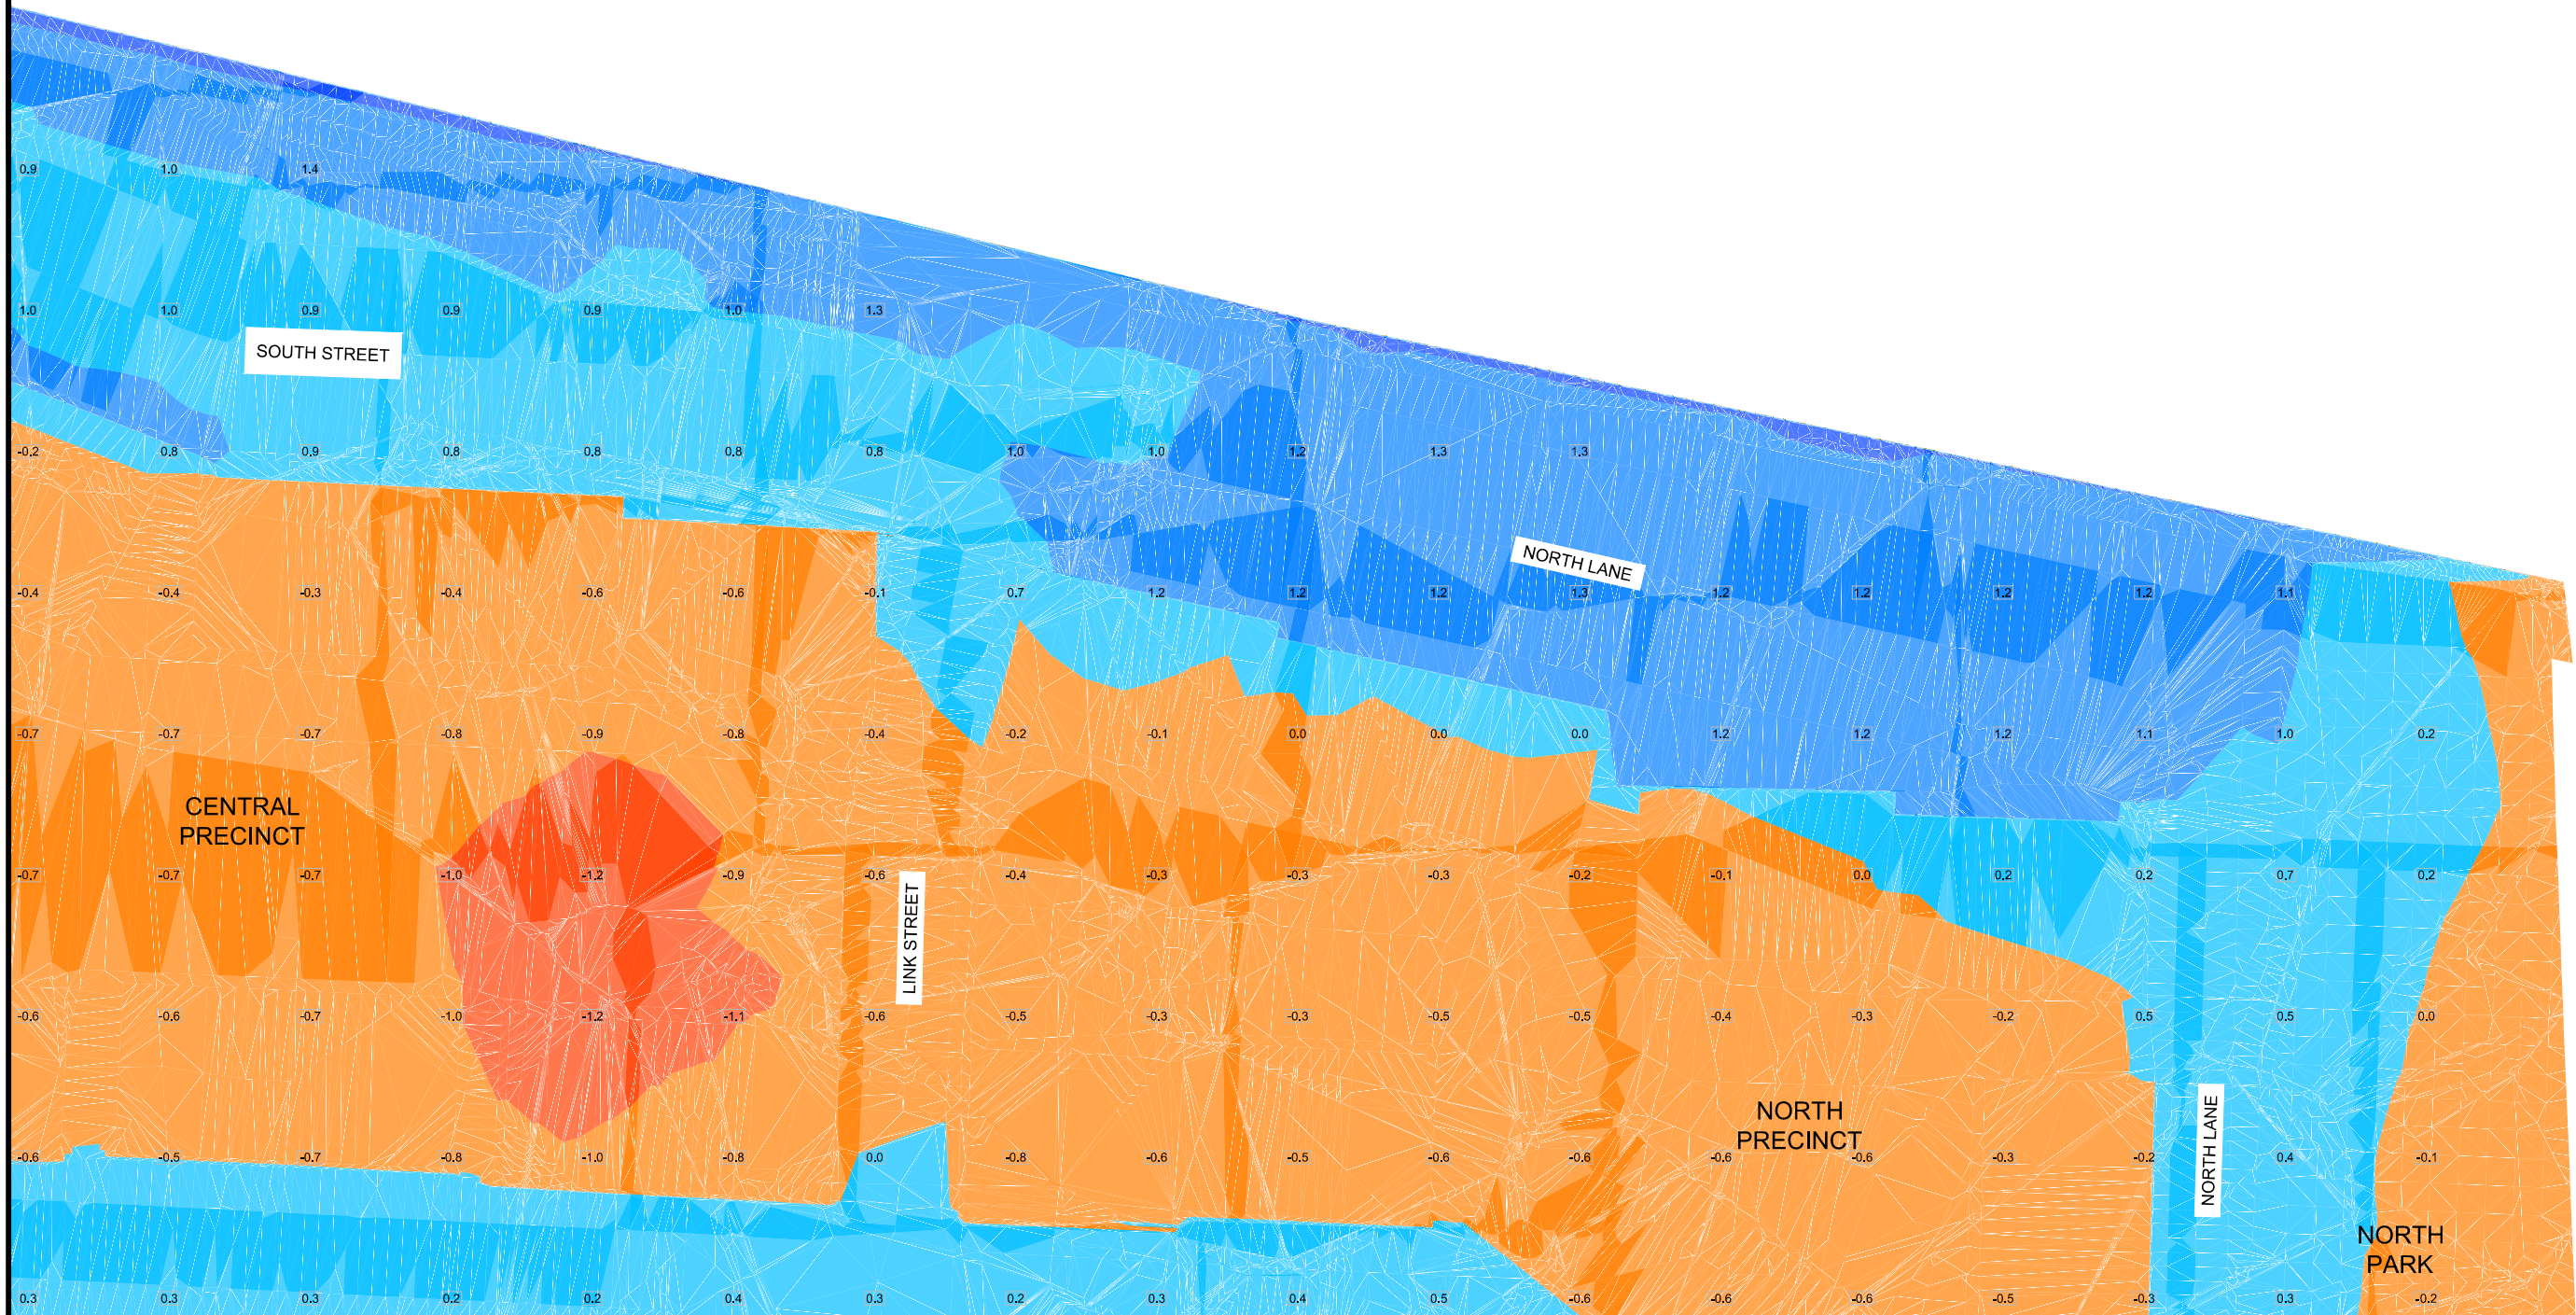 0.9 1.0 1.4
1.0 1.0 0.9 0.9 0.9 1.0 1.3
SOUTH STREET
-0.2 0.8 0.9 0.8 0.8 0.8 0.8 1.0 1.0 1.2 1.3 1.3
NORTH LANE
-0.4 -0.4 -0.3 -0.4 -0.6 -0.6 -0.1 0.7 1.2 1.2 1.2 1.3 1.2 1.2 1.2 1.2 1.1
-0.7 -0.7 -0.7 -0.8 -0.9 -0.8 -0.4 -0.2 -0.1 0.0 0.0 0.0 1.2 1.2 1.2 1.1 1.0 0.2
CENTRAL
PRECINCT
-0.7 -0.7 -0.7 -1.0 -1.2 -0.9 -0.6 -0.4 -0.3 -0.3 -0.3 -0.2 -0.1 0.0 0.2 0.2 0.7 0.2
LINK STREET
-0.6 -0.6 -0.7 -1.0 -1.2 -1.1 -0.6 -0.5 -0.3 -0.3 -0.5 -0.5 -0.4 -0.3 -0.2 0.5 0.5 0.0
NORTH
PRECINCT
NORTH LANE
-0.6 -0.5 -0.7 -0.8 -1.0 -0.8 0.0 -0.8 -0.6 -0.5 -0.6 -0.6 -0.6 -0.6 -0.3 -0.2 0.4 -0.1
NORTH
PARK
0.3 0.3 0.3 0.2 0.2 0.4 0.3 0.2 0.3 0.4 0.5 -0.6 -0.6 -0.6 -0.5 -0.3 0.3 -0.2